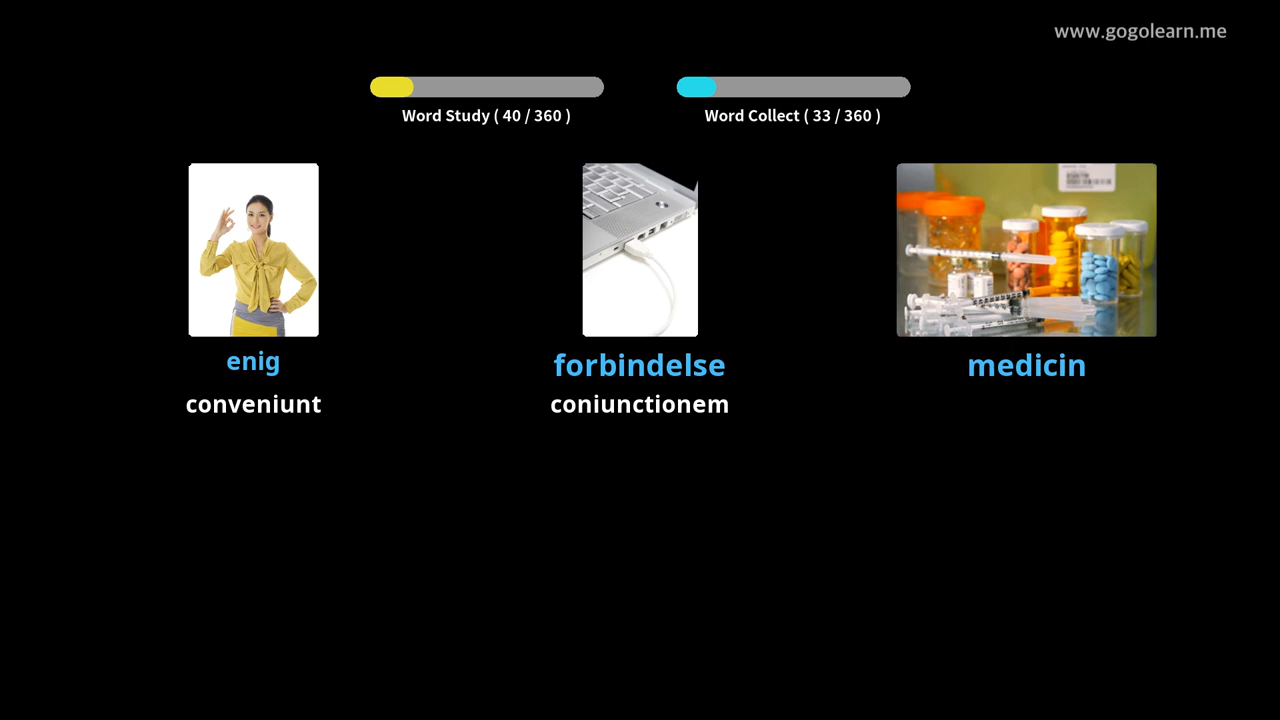 www.gogolearn.me
Word Study ( 40 / 360 )
Word Collect ( 33 / 360 )
enig
forbindelse
medicin
conveniunt
coniunctionem